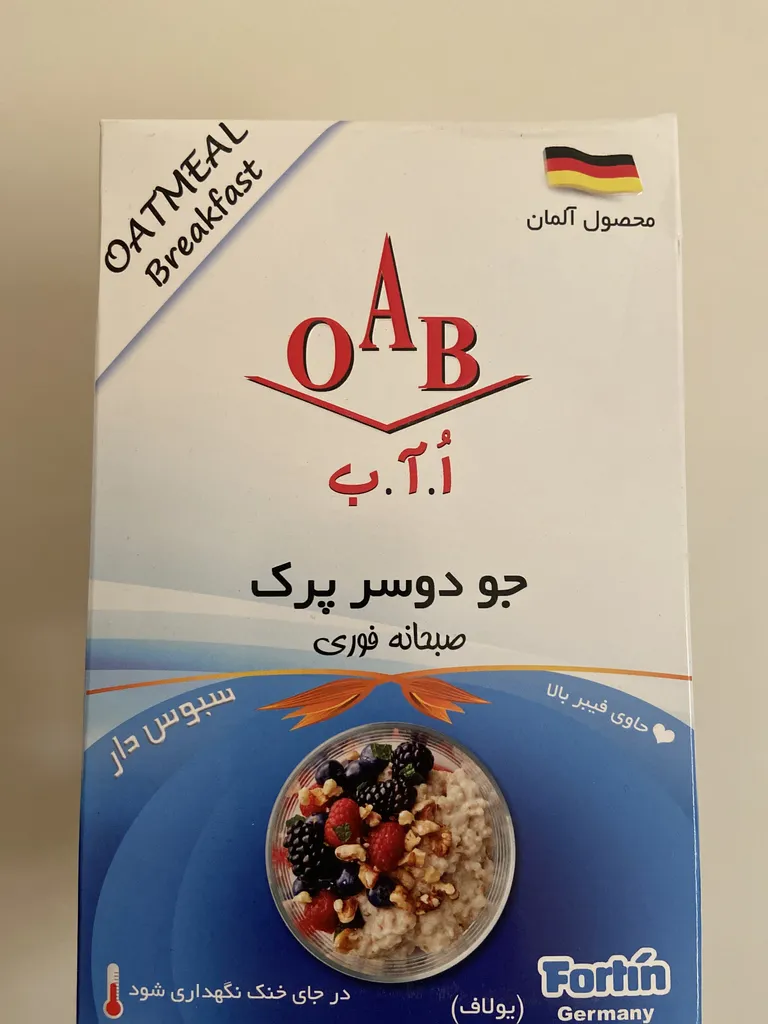 OATMEAL
Breakfast
محصول آلمان
OAB
اُ.آ.ب
جو دوسر پرک
صبحانه فوری
سبوس دار
حاوی فیبر بالا
در جای خنک نگهداری شود
(یولاف)
Fortin
Germany